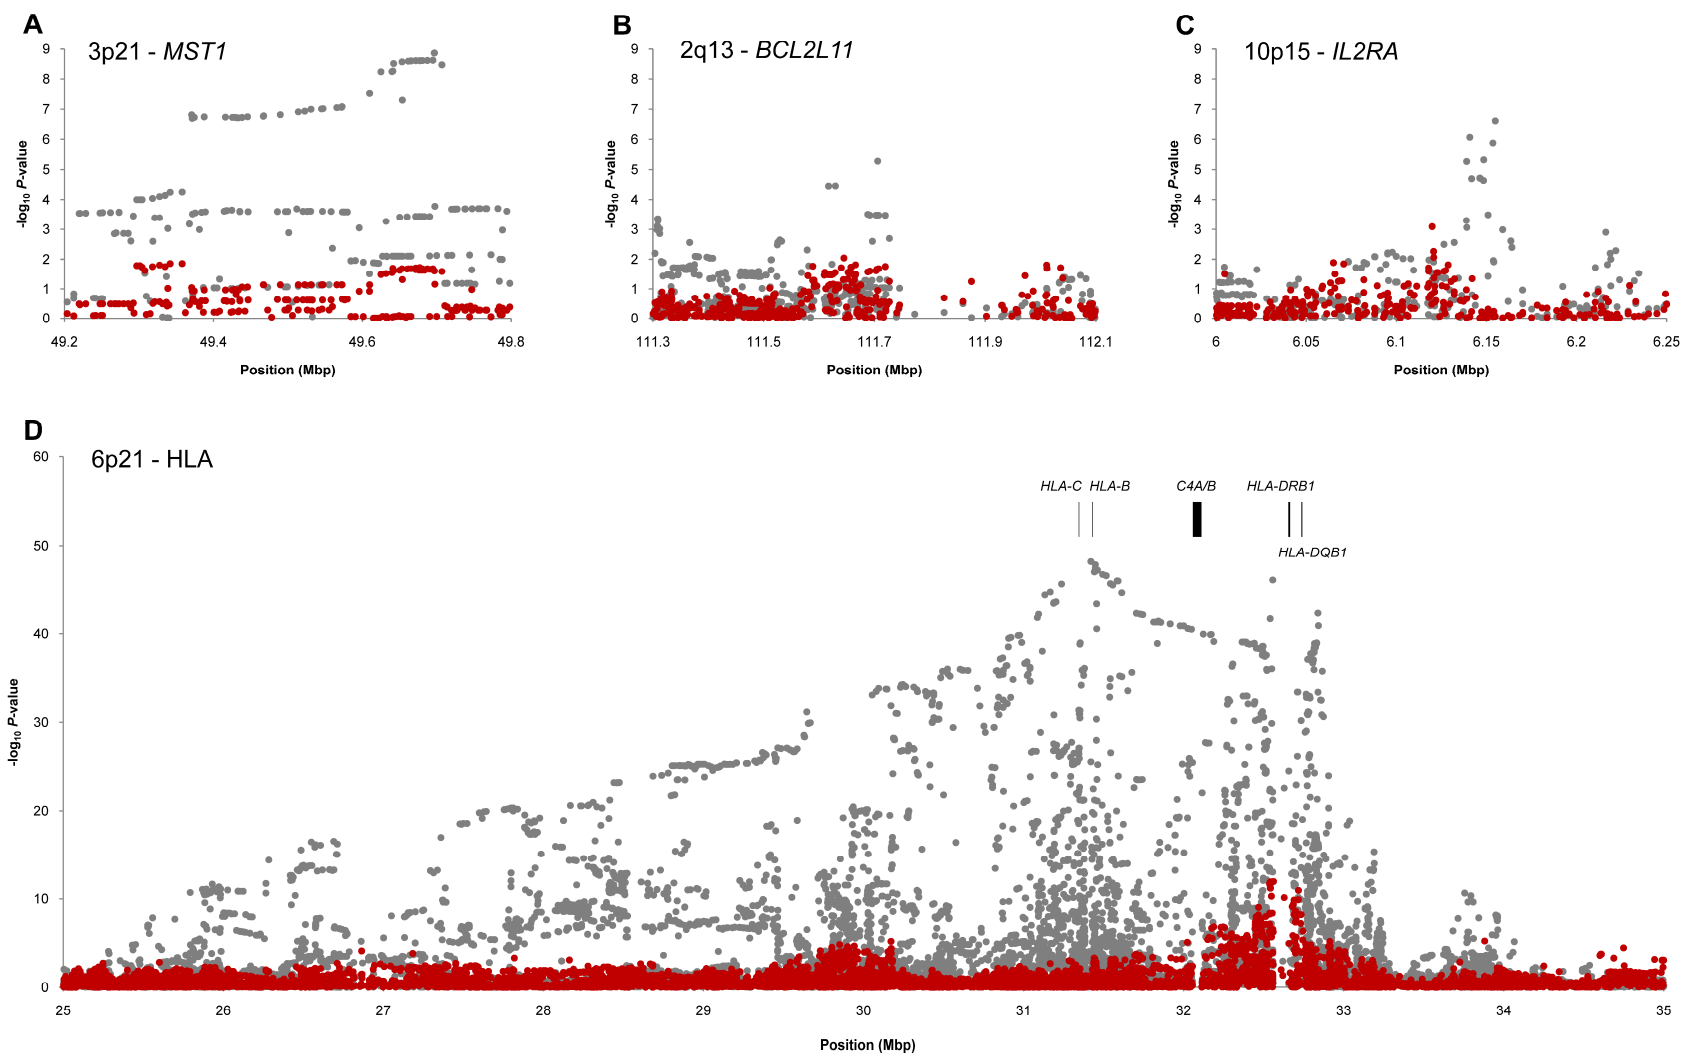 A
3p21 - MST1
9
8
7
6
5
4
3
2
1
0
-log10 P-value
49.2 49.4 49.6 49.8
Position (Mbp)
B
2q13 - BCL2L11
9
8
7
6
5
4
3
2
1
0
-log10 P-value
111.3 111.5 111.7 111.9 112.1
Position (Mbp)
C
10p15 - IL2RA
9
8
7
6
5
4
3
2
1
0
-log10 P-value
6 6.05 6.1 6.15 6.2 6.25
Position (Mbp)
D
6p21 - HLA
60
50
40
30
20
10
0
-log10 P-value
HLA-C HLA-B C4A/B HLA-DRB1
HLA-DQB1
25 26 27 28 29 30 31 32 33 34 35
Position (Mbp)